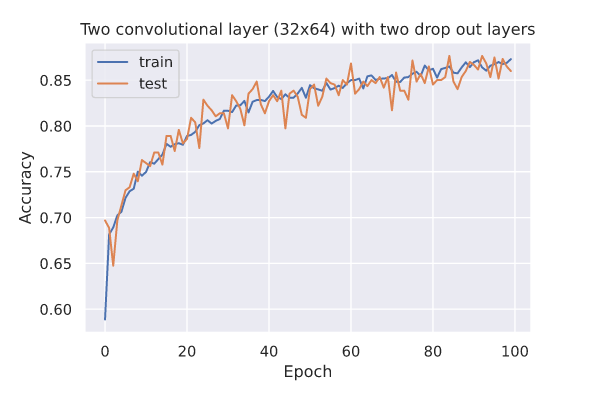 Two convolutional layer (32x64) with two drop out layers
train
test
0.85
0.80
0.75
0.70
0.65
0.60
Accuracy
0 20 40 60 80 100
Epoch